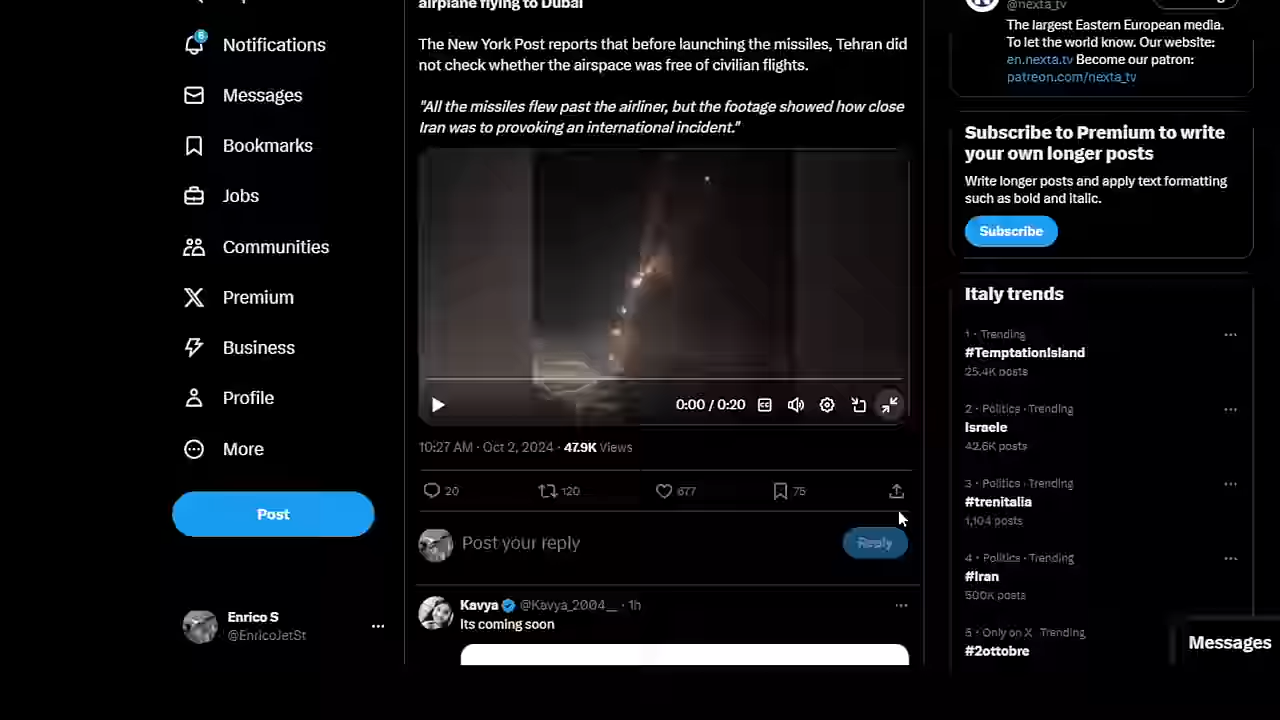 airplane flying to Dubai
The New York Post reports that before launching the missiles, Tehran did
not check whether the airspace was free of civilian flights.
"All the missiles flew past the airliner, but the footage showed how close
Iran was to provoking an international incident."
0:00 / 0:20
10:27 AM · Oct 2, 2024 · 47.9K Views
20
120
677
75
Post your reply
Reply
Kavya @Kavya_2004__ · 1h
Its coming soon
Notifications
6
Messages
Bookmarks
Jobs
Communities
Premium
Business
Profile
More
Post
Enrico S
@EnricoJetSt
@nexta_tv
The largest Eastern European media.
To let the world know. Our website:
en.nexta.tv Become our patron:
patreon.com/nexta_tv
Subscribe to Premium to write
your own longer posts
Write longer posts and apply text formatting
such as bold and italic.
Subscribe
Italy trends
1 · Trending
#TemptationIsland
25.4K posts
2 · Politics · Trending
Israele
42.6K posts
3 · Politics · Trending
#trenitalia
1,104 posts
4 · Politics · Trending
#Iran
500K posts
5 · Only on X · Trending
#2ottobre
Messages